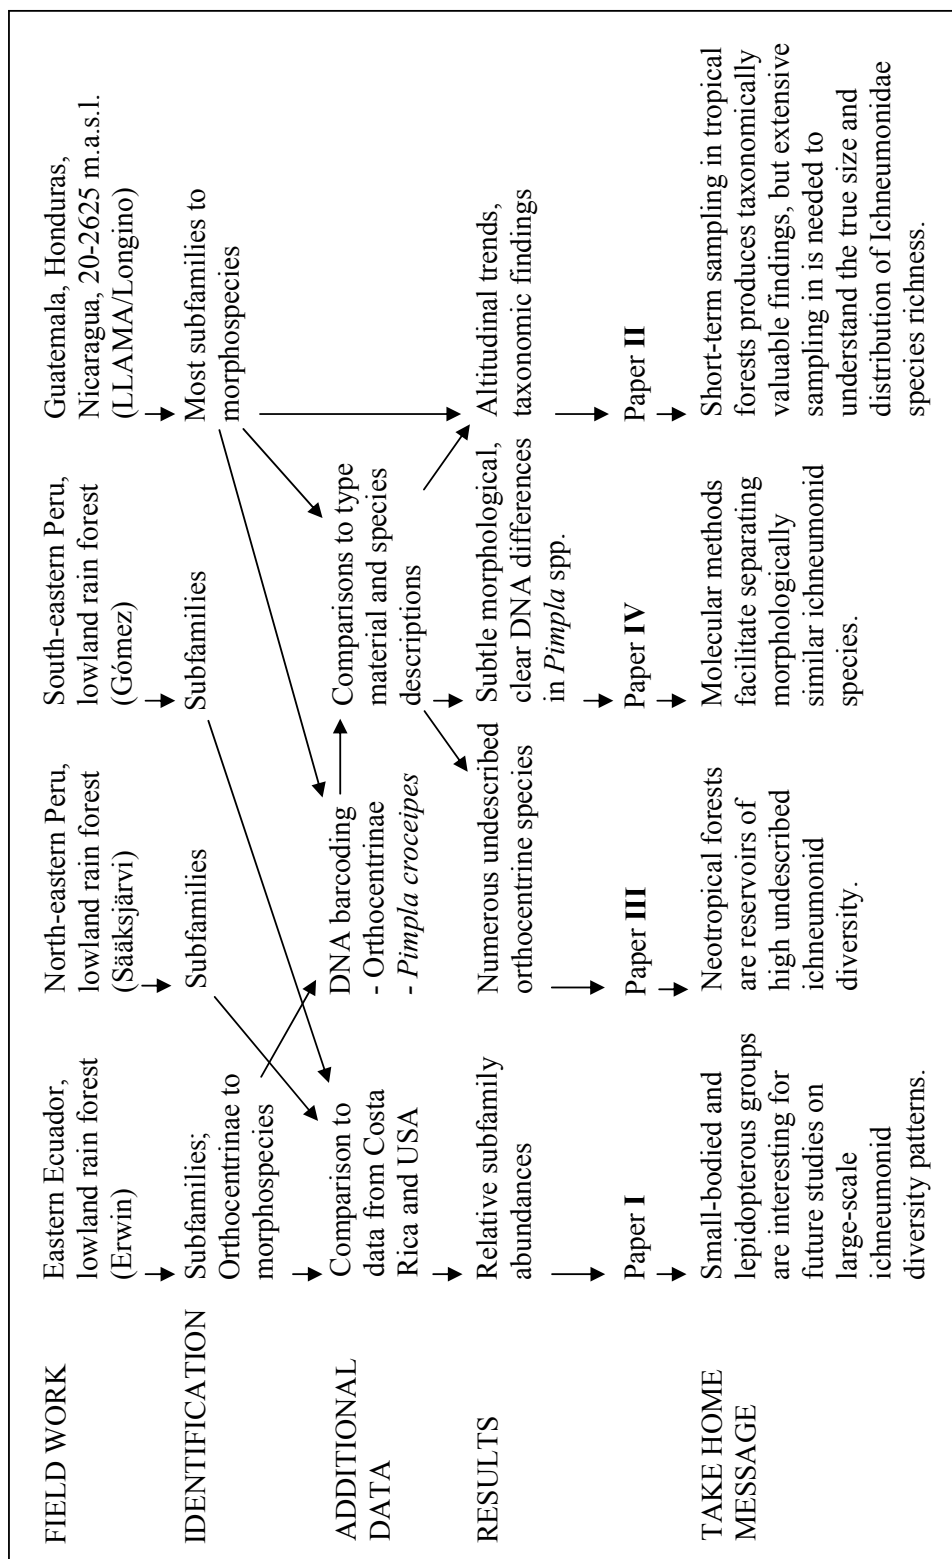 FIELD WORK
Eastern Ecuador,
lowland rain forest
(Erwin)
North-eastern Peru,
lowland rain forest
(Sääksjärvi)
South-eastern Peru,
lowland rain forest
(Gómez)
Guatemala, Honduras,
Nicaragua, 20-2625 m.a.s.l.
(LLAMA/Longino)
IDENTIFICATION
Subfamilies;
Orthocentrinae to
morphospecies
Subfamilies
Subfamilies
Most subfamilies to
morphospecies
ADDITIONAL
DATA
Comparison to
data from Costa
Rica and USA
DNA barcoding
- Orthocentrinae
- Pimpla croceipes
Comparisons to type
material and species
descriptions
RESULTS
Relative subfamily
abundances
Numerous undescribed
orthocentrine species
Subtle morphological,
clear DNA differences
in Pimpla spp.
Altitudinal trends,
taxonomic findings
Paper I
Paper III
Paper IV
Paper II
TAKE HOME
MESSAGE
Small-bodied and
lepidopterous groups
are interesting for
future studies on
large-scale
ichneumonid
diversity patterns.
Neotropical forests
are reservoirs of
high undescribed
ichneumonid
diversity.
Molecular methods
facilitate separating
morphologically
similar ichneumonid
species.
Short-term sampling in tropical
forests produces taxonomically
valuable findings, but extensive
sampling in is needed to
understand the true size and
distribution of Ichneumonidae
species richness.